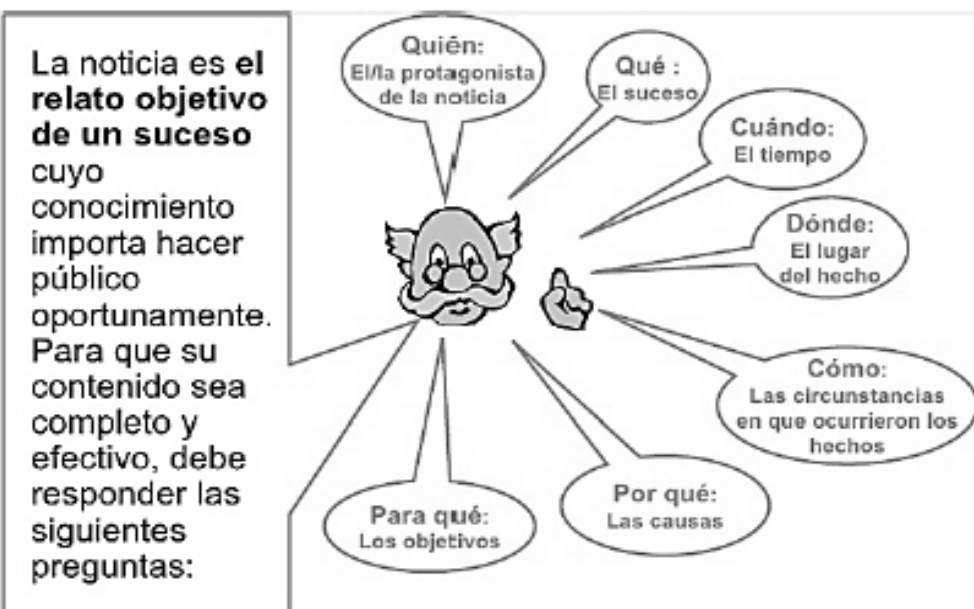 La noticia es el
relato objetivo
de un suceso
cuyo
conocimiento
importa hacer
público
oportunamente.
Para que su
contenido sea
completo y
efectivo, debe
responder las
siguientes
preguntas:
Quién:
El/la protagonista
de la noticia
Qué :
El suceso
Cuándo:
El tiempo
Dónde:
El lugar
del hecho
Cómo:
Las circunstancias
en que ocurrieron los
hechos
Por qué:
Las causas
Para qué:
Los objetivos